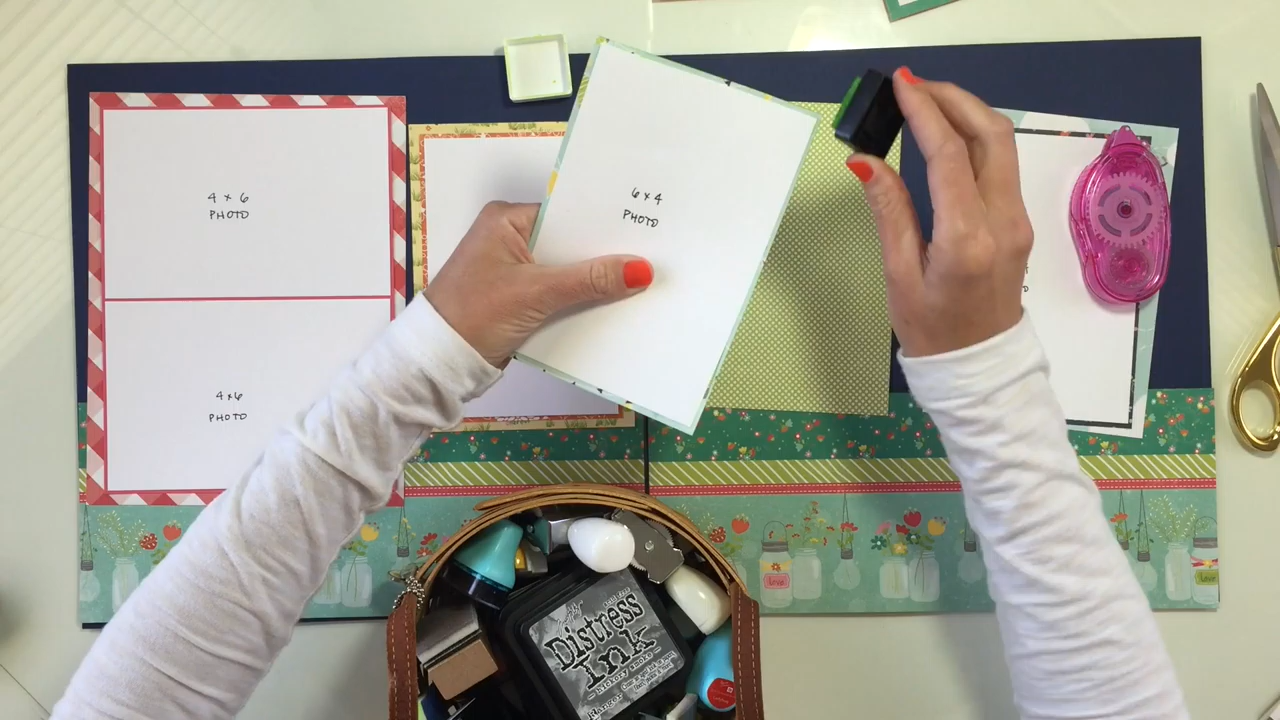 4 x 6
PHOTO
6 x 4
PHOTO
4 x 6
PHOTO
love
love
Distress
Ink
hickory smoke
Ranger